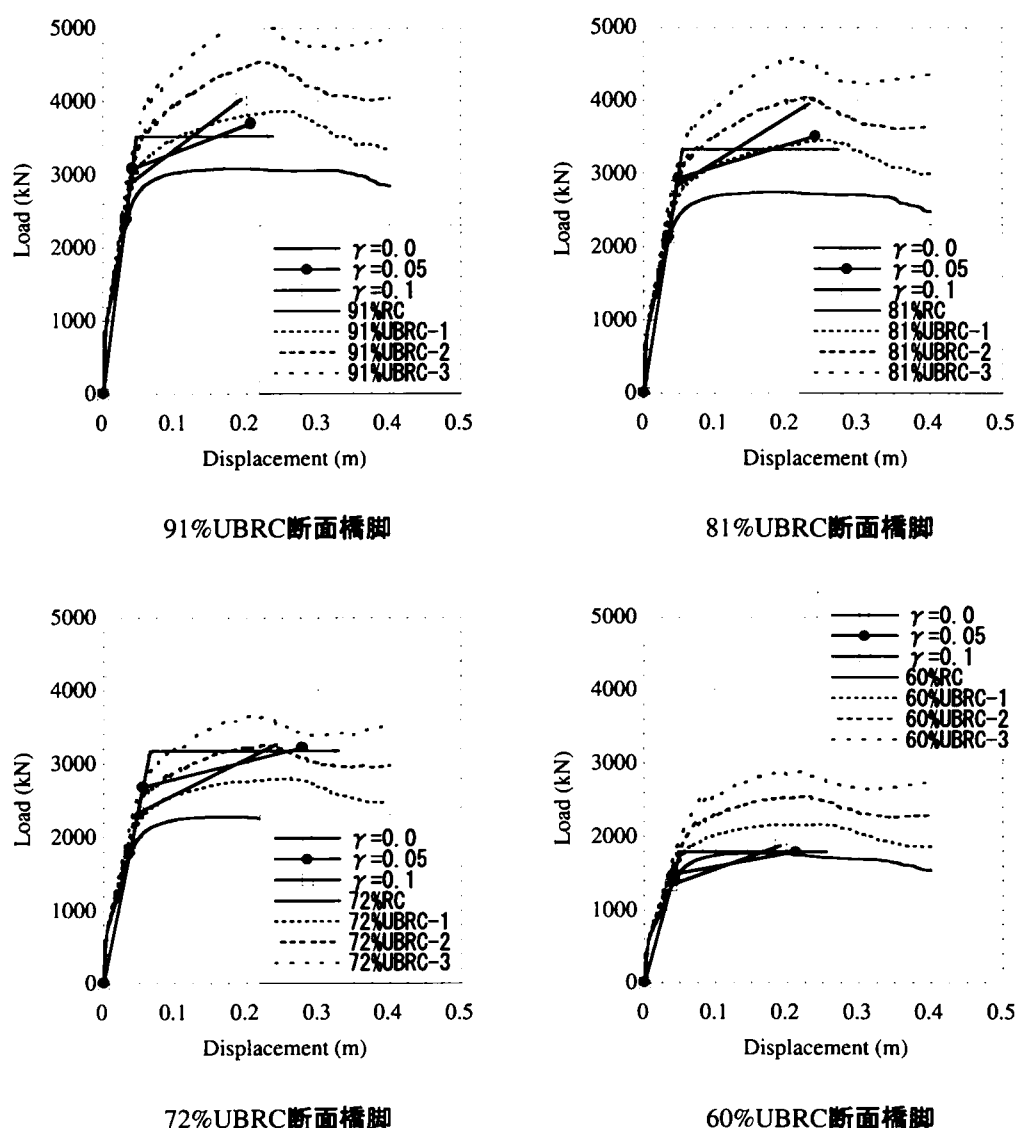 5000
4000
3000
2000
1000
0
Load (kN)
γ=0.0
γ=0.05
γ=0.1
91%RC
91%UBRC-1
91%UBRC-2
91%UBRC-3
0 0.1 0.2 0.3 0.4 0.5
Displacement (m)
91%UBRC断面橋脚
5000
4000
3000
2000
1000
0
Load (kN)
γ=0.0
γ=0.05
γ=0.1
81%RC
81%UBRC-1
81%UBRC-2
81%UBRC-3
0 0.1 0.2 0.3 0.4 0.5
Displacement (m)
81%UBRC断面橋脚
5000
4000
3000
2000
1000
0
Load (kN)
γ=0.0
γ=0.05
γ=0.1
72%RC
72%UBRC-1
72%UBRC-2
72%UBRC-3
0 0.1 0.2 0.3 0.4 0.5
Displacement (m)
72%UBRC断面橋脚
5000
4000
3000
2000
1000
0
Load (kN)
γ=0.0
γ=0.05
γ=0.1
60%RC
60%UBRC-1
60%UBRC-2
60%UBRC-3
0 0.1 0.2 0.3 0.4 0.5
Displacement (m)
60%UBRC断面橋脚